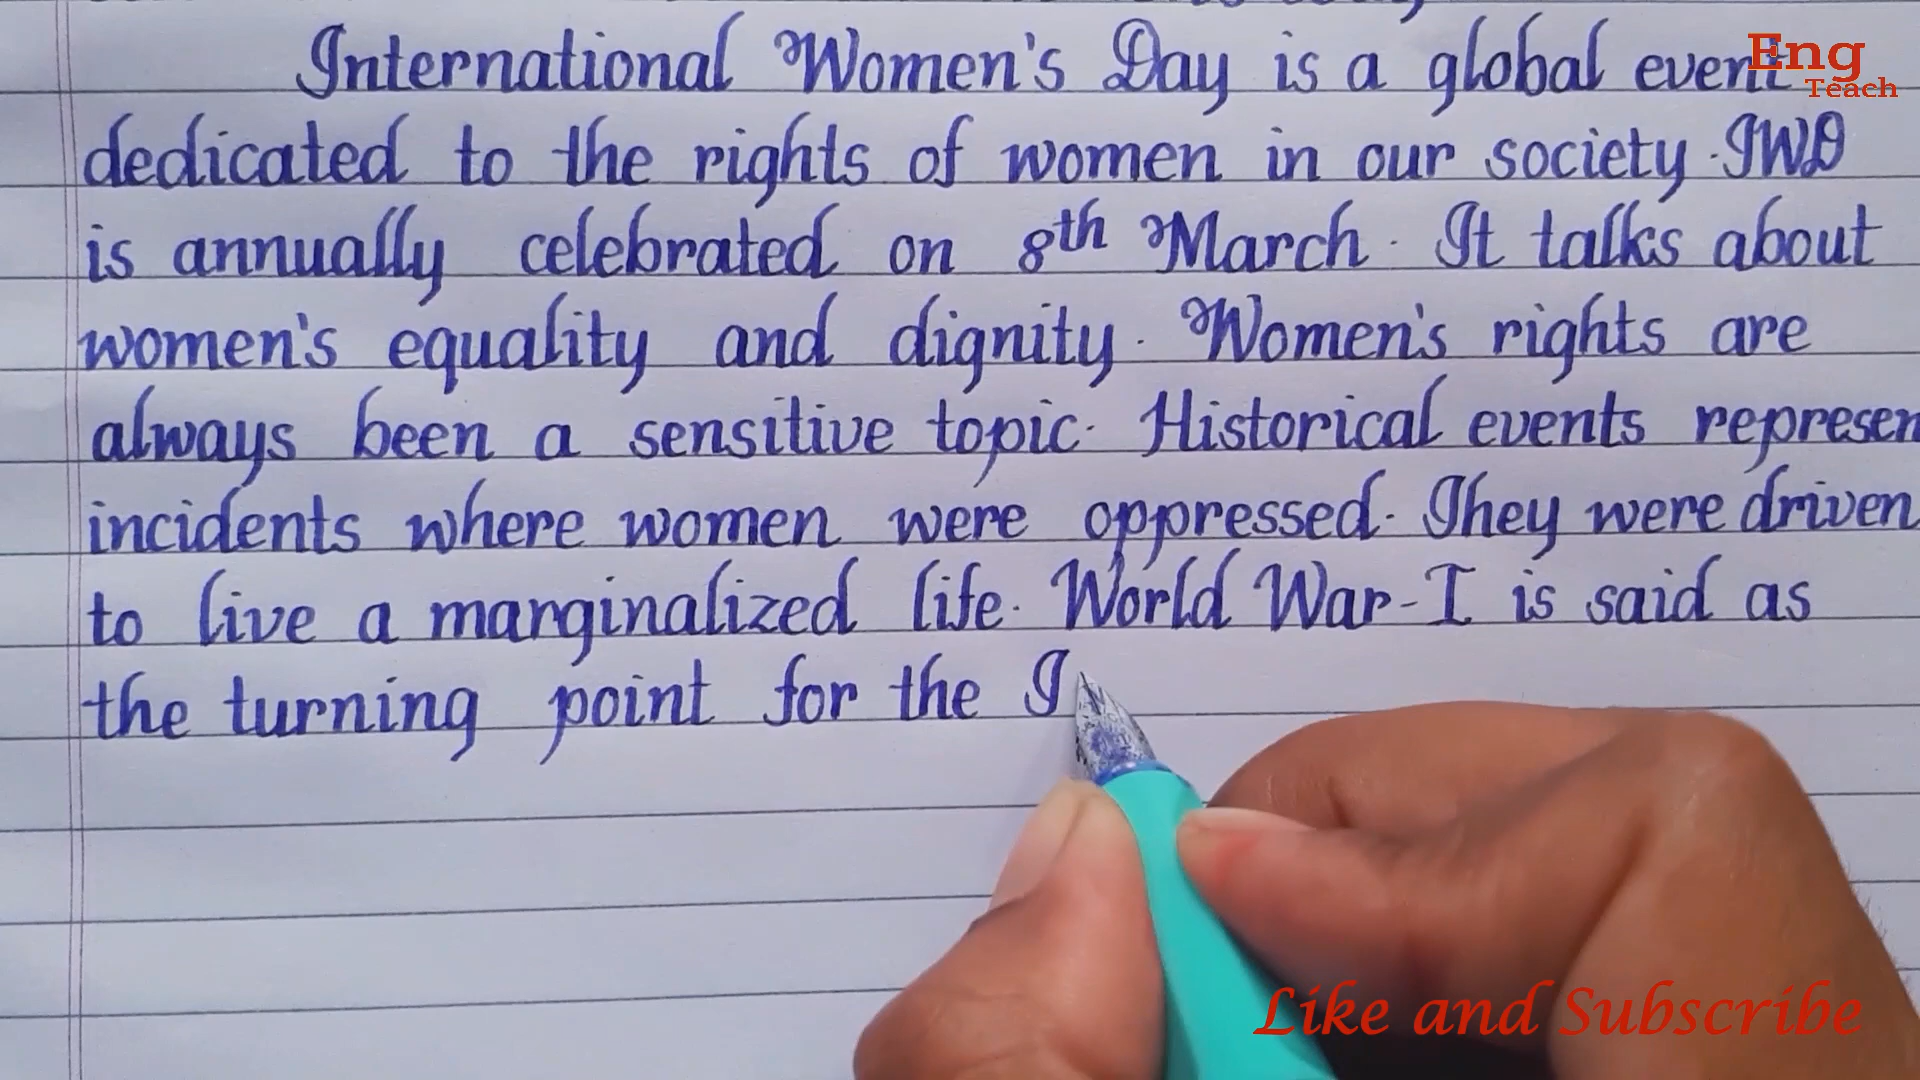 International Women's Day is a global event
dedicated to the rights of women in our society. IWD
is annually celebrated on 8th March. It talks about
women's equality and dignity. Women's rights are
always been a sensitive topic. Historical events represen
incidents where women were oppressed. They were driven
to live a marginalized life. World War-I is said as
the turning point for the I
Eng
Teach
Like and Subscribe